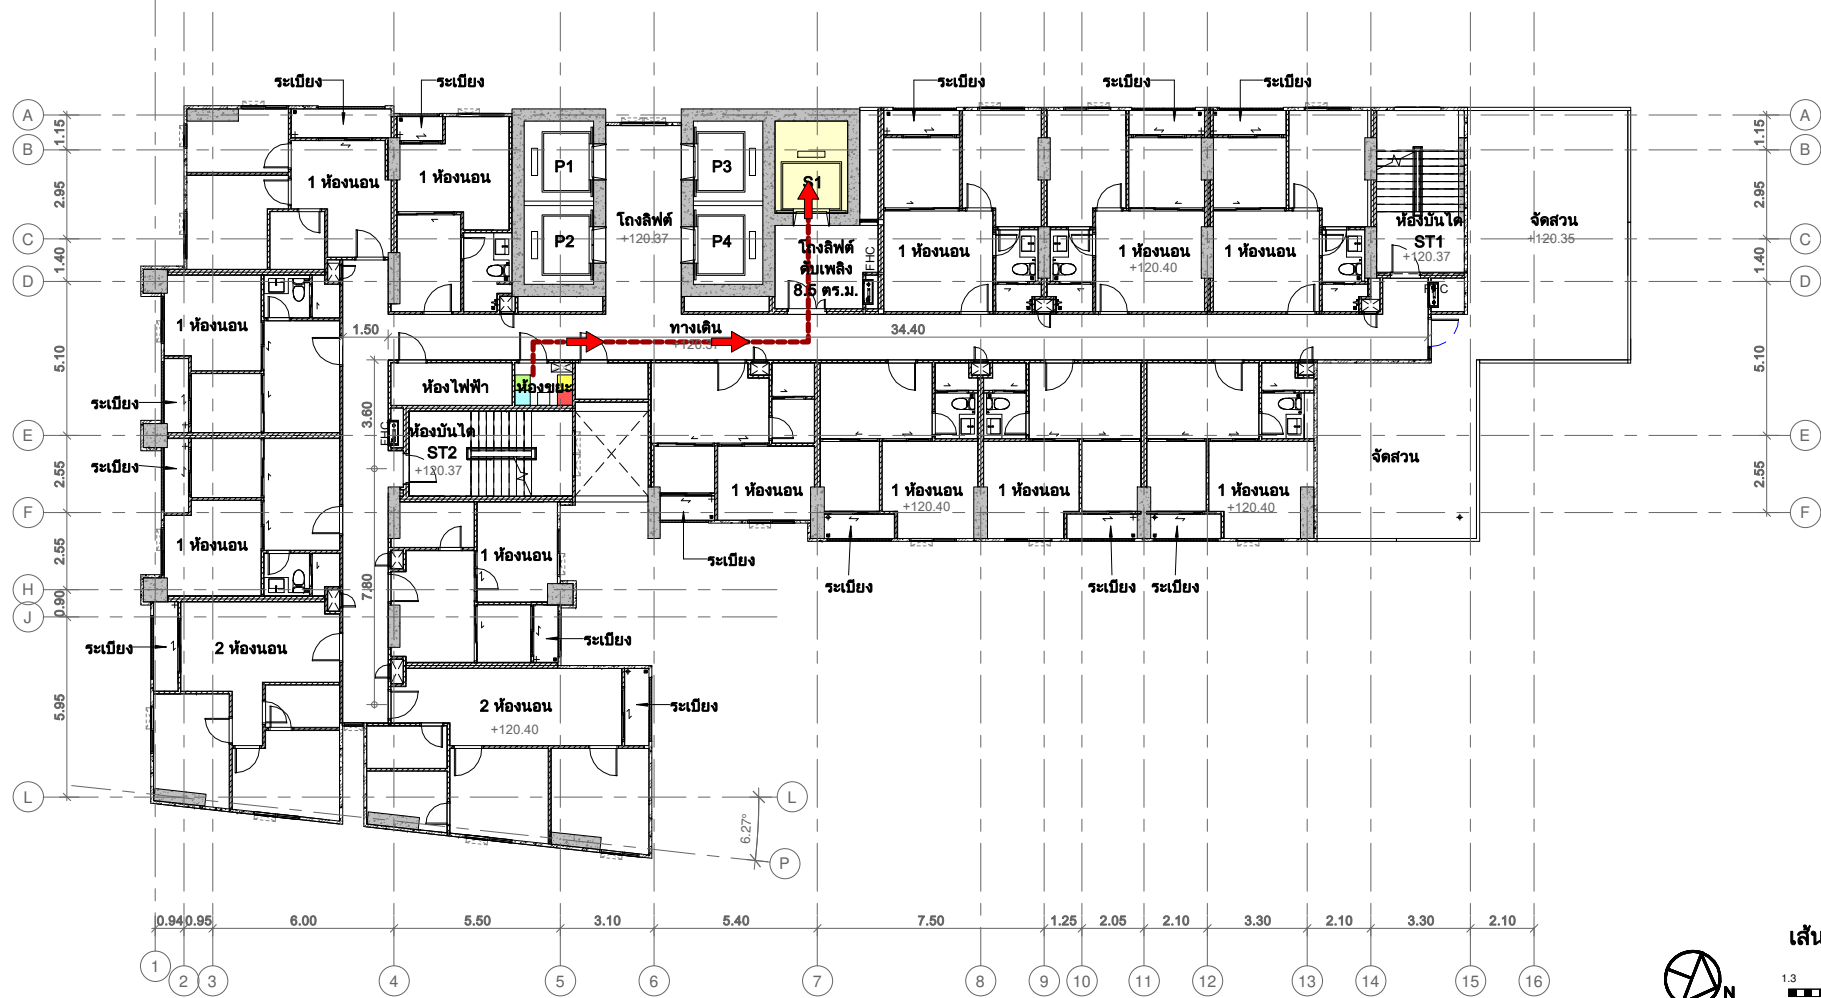 ระเบียง ระเบียง ระเบียง ระเบียง ระเบียง
A A
1.15 1.15
B B
P1 P3 S1
2.95 1 ห้องนอน 1 ห้องนอน 2.95
โถงลิฟต์ +120.37
ห้องบันได ST1 +120.37
จัดสวน +120.35
C P2 P4 C
โถงลิฟต์
ดับเพลิง
8.5 ตร.ม.
FHC
1 ห้องนอน 1 ห้องนอน +120.40 1 ห้องนอน
1.40 1.40
D D
FHC
1 ห้องนอน 1.50 ทางเดิน 34.40
+120.37
5.10 5.10
ห้องไฟฟ้า ห้องขยะ
ระเบียง
3.60
FHC
ห้องบันได
ST2
+120.37
E E
ระเบียง จัดสวน
2.55 2.55
1 ห้องนอน 1 ห้องนอน 1 ห้องนอน 1 ห้องนอน
+120.40 +120.40
F F
1 ห้องนอน 1 ห้องนอน
2.55
ระเบียง
ระเบียง ระเบียง ระเบียง
H
7.80
0.90
J
ระเบียง 2 ห้องนอน ระเบียง
5.95
2 ห้องนอน ระเบียง
+120.40
L L
6.27°
P
0.94 0.95 6.00 5.50 3.10 5.40 7.50 1.25 2.05 2.10 3.30 2.10 3.30 2.10
1 2 3 4 5 6 7 8 9 10 11 12 13 14 15 16
เส้น
1.3
N